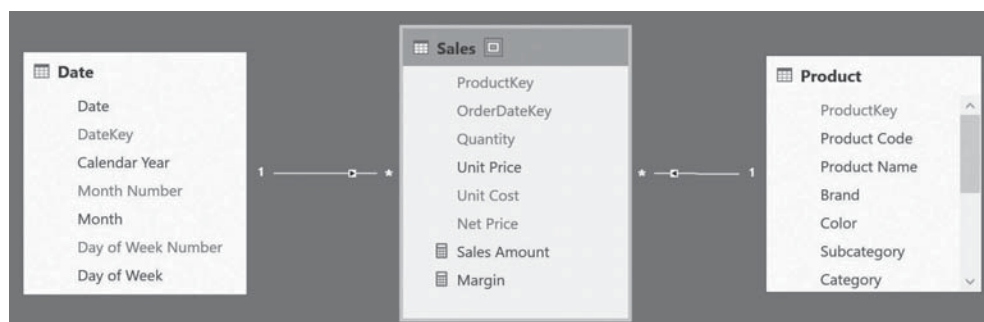 Date
Date
DateKey
Calendar Year
Month Number
Month
Day of Week Number
Day of Week
1
*
Sales
ProductKey
OrderDateKey
Quantity
Unit Price
Unit Cost
Net Price
Sales Amount
Margin
*
1
Product
ProductKey
Product Code
Product Name
Brand
Color
Subcategory
Category